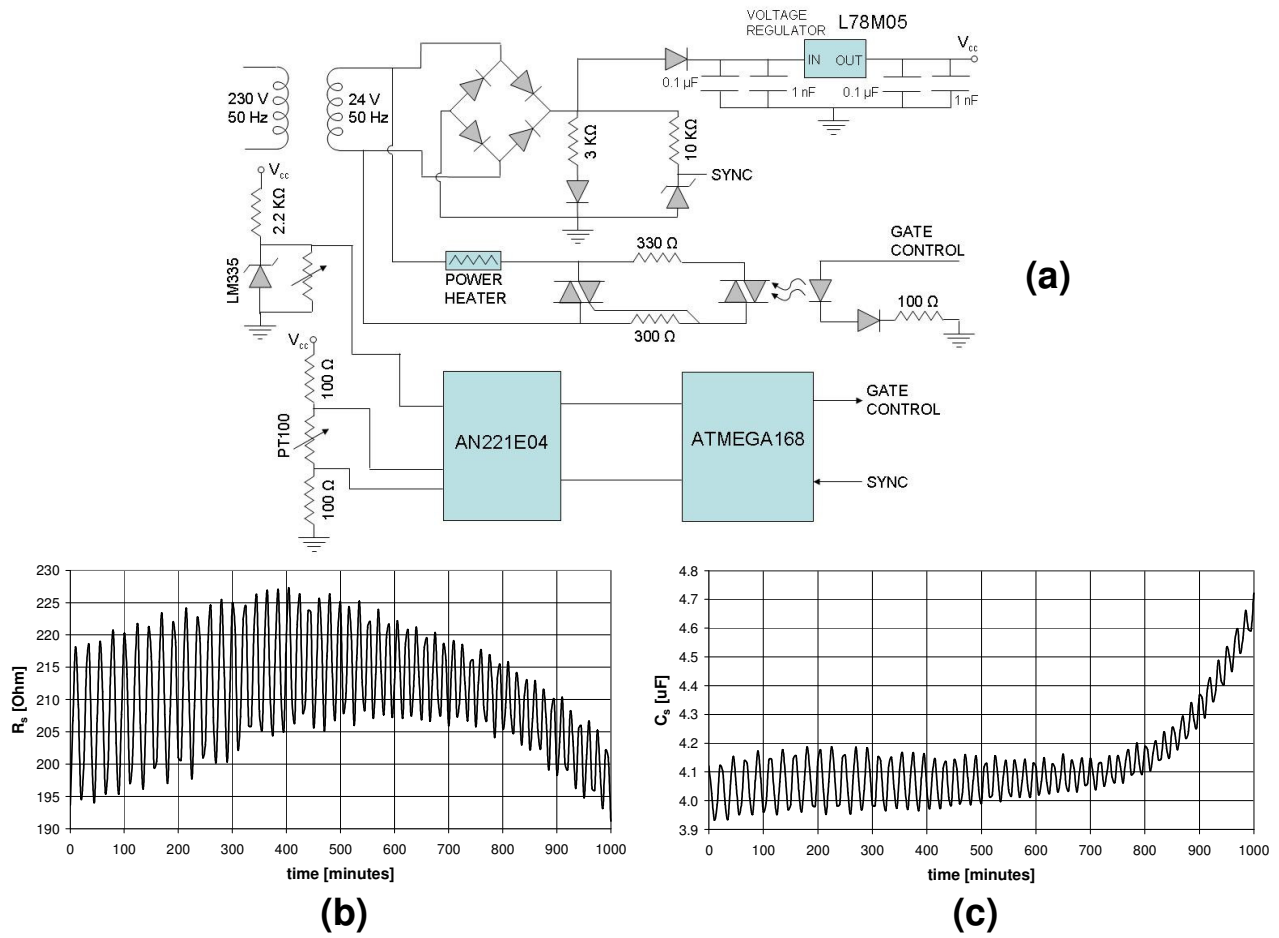 VOLTAGE
REGULATOR
L78M05
Vcc
IN OUT
0.1 µF
1 nF
0.1 µF
1 nF
230 V
50 Hz
24 V
50 Hz
3 KΩ
10 KΩ
SYNC
Vcc
2.2 KΩ
LM335
POWER
HEATER
330 Ω
300 Ω
GATE
CONTROL
100 Ω
(a)
Vcc
100 Ω
PT100
100 Ω
AN221E04
ATMEGA168
GATE
CONTROL
SYNC
230
225
220
215
210
205
200
195
190
Rs [Ohm]
0 100 200 300 400 500 600 700 800 900 1000
time [minutes]
(b)
4.8
4.7
4.6
4.5
4.4
4.3
4.2
4.1
4.0
3.9
Cs [uF]
0 100 200 300 400 500 600 700 800 900 1000
time [minutes]
(c)